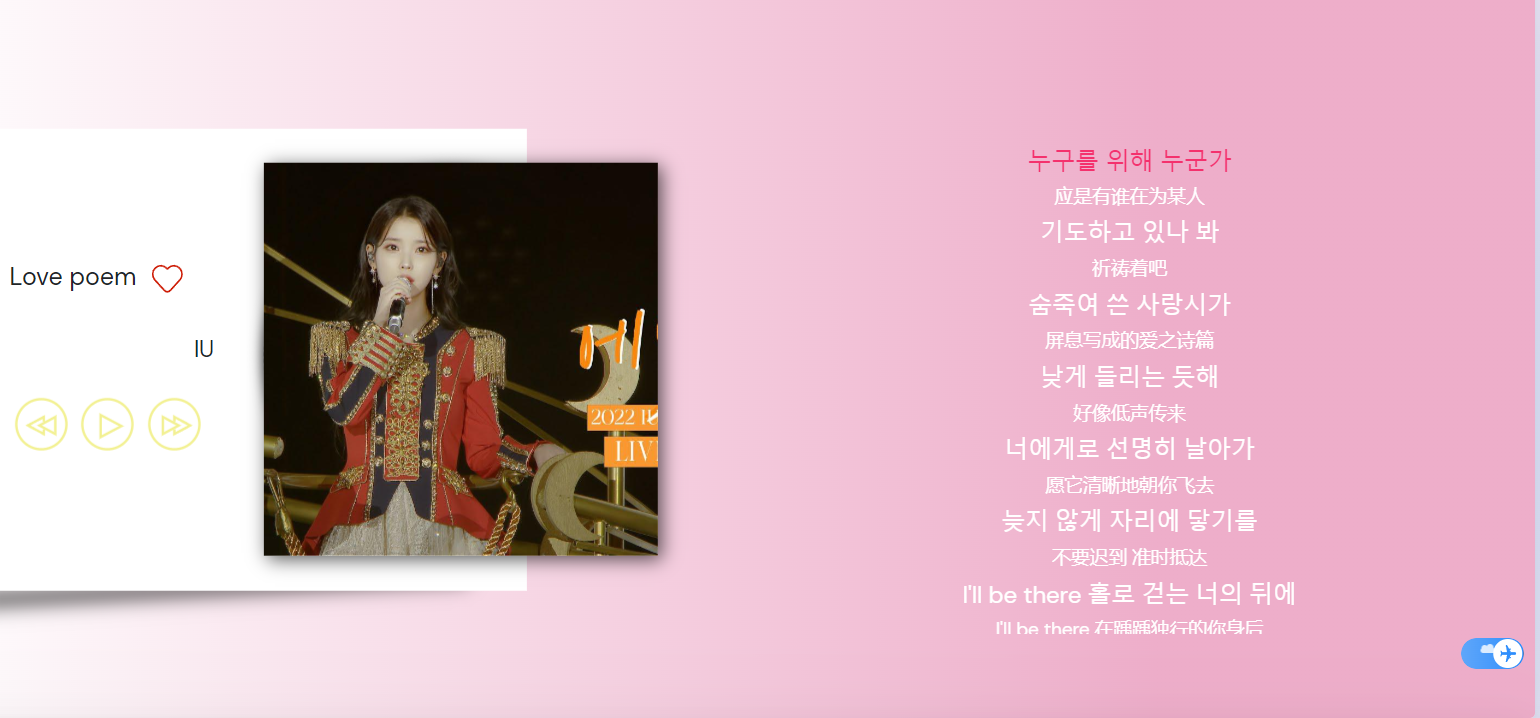 Love poem
IU
2022 IU
LIV
누구를 위해 누군가
应是有谁在为某人
기도하고 있나 봐
祈祷着吧
숨죽여 쓴 사랑시가
屏息写成的爱之诗篇
낮게 들리는 듯해
好像低声传来
너에게로 선명히 날아가
愿它清晰地朝你飞去
늦지 않게 자리에 닿기를
不要迟到 准时抵达
I'll be there 홀로 걷는 너의 뒤에
I'll be there 在踽踽独行的你身后